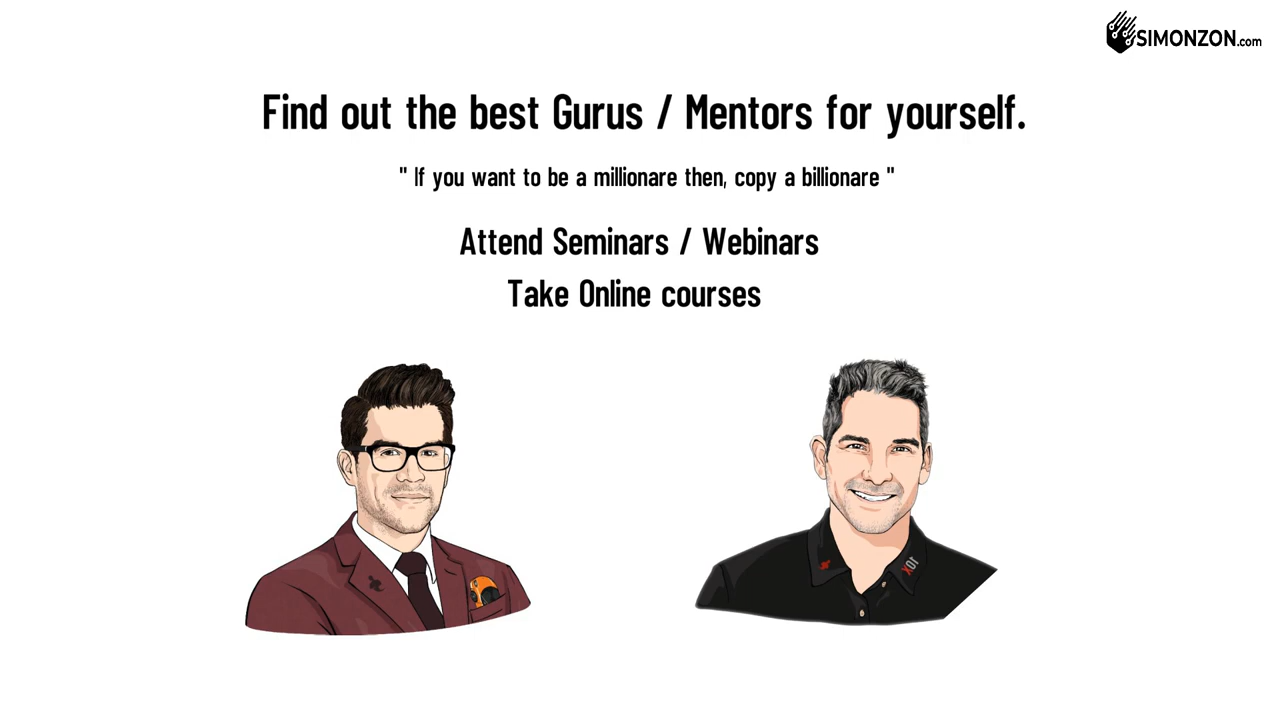 SIMONZON.com
Find out the best Gurus / Mentors for yourself.
" If you want to be a millionare then, copy a billionare "
Attend Seminars / Webinars
Take Online courses
10X